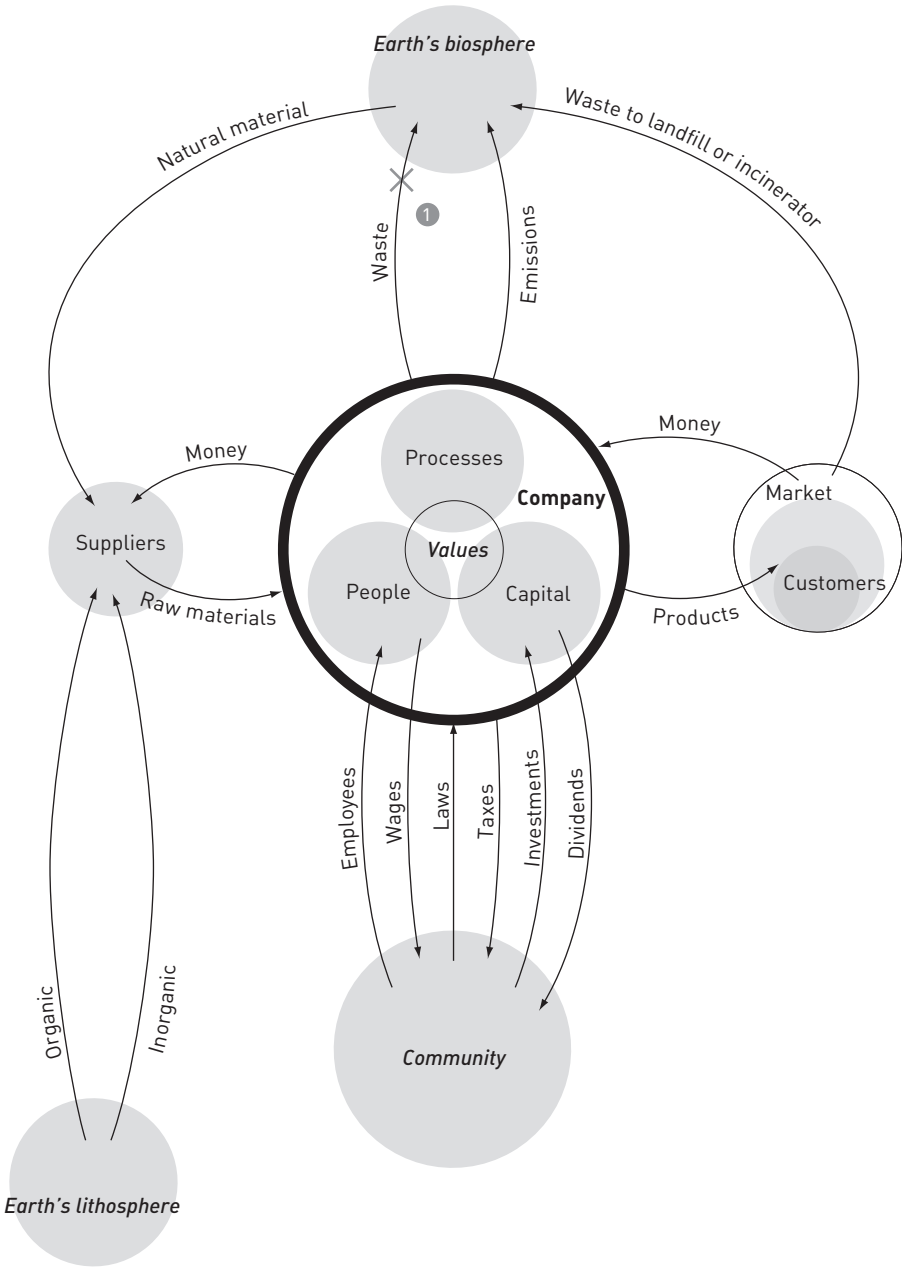 Earth's biosphere
Natural material
Waste to landfill or incinerator
1
Waste
Emissions
Processes
Money
Money
Company
Market
Suppliers
Values
People
Capital
Customers
Raw materials
Products
Employees
Wages
Laws
Taxes
Investments
Dividends
Organic
Inorganic
Community
Earth's lithosphere